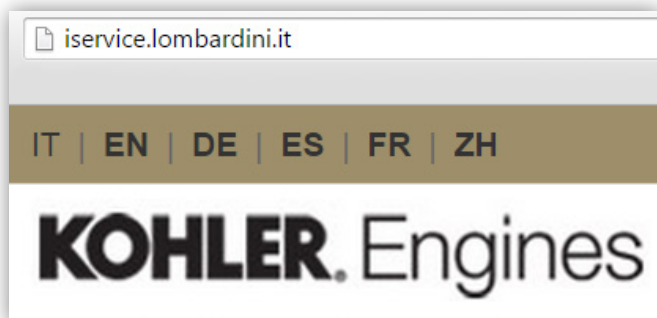 iservice.lombardini.it
IT | EN | DE | ES | FR | ZH
KOHLER. Engines